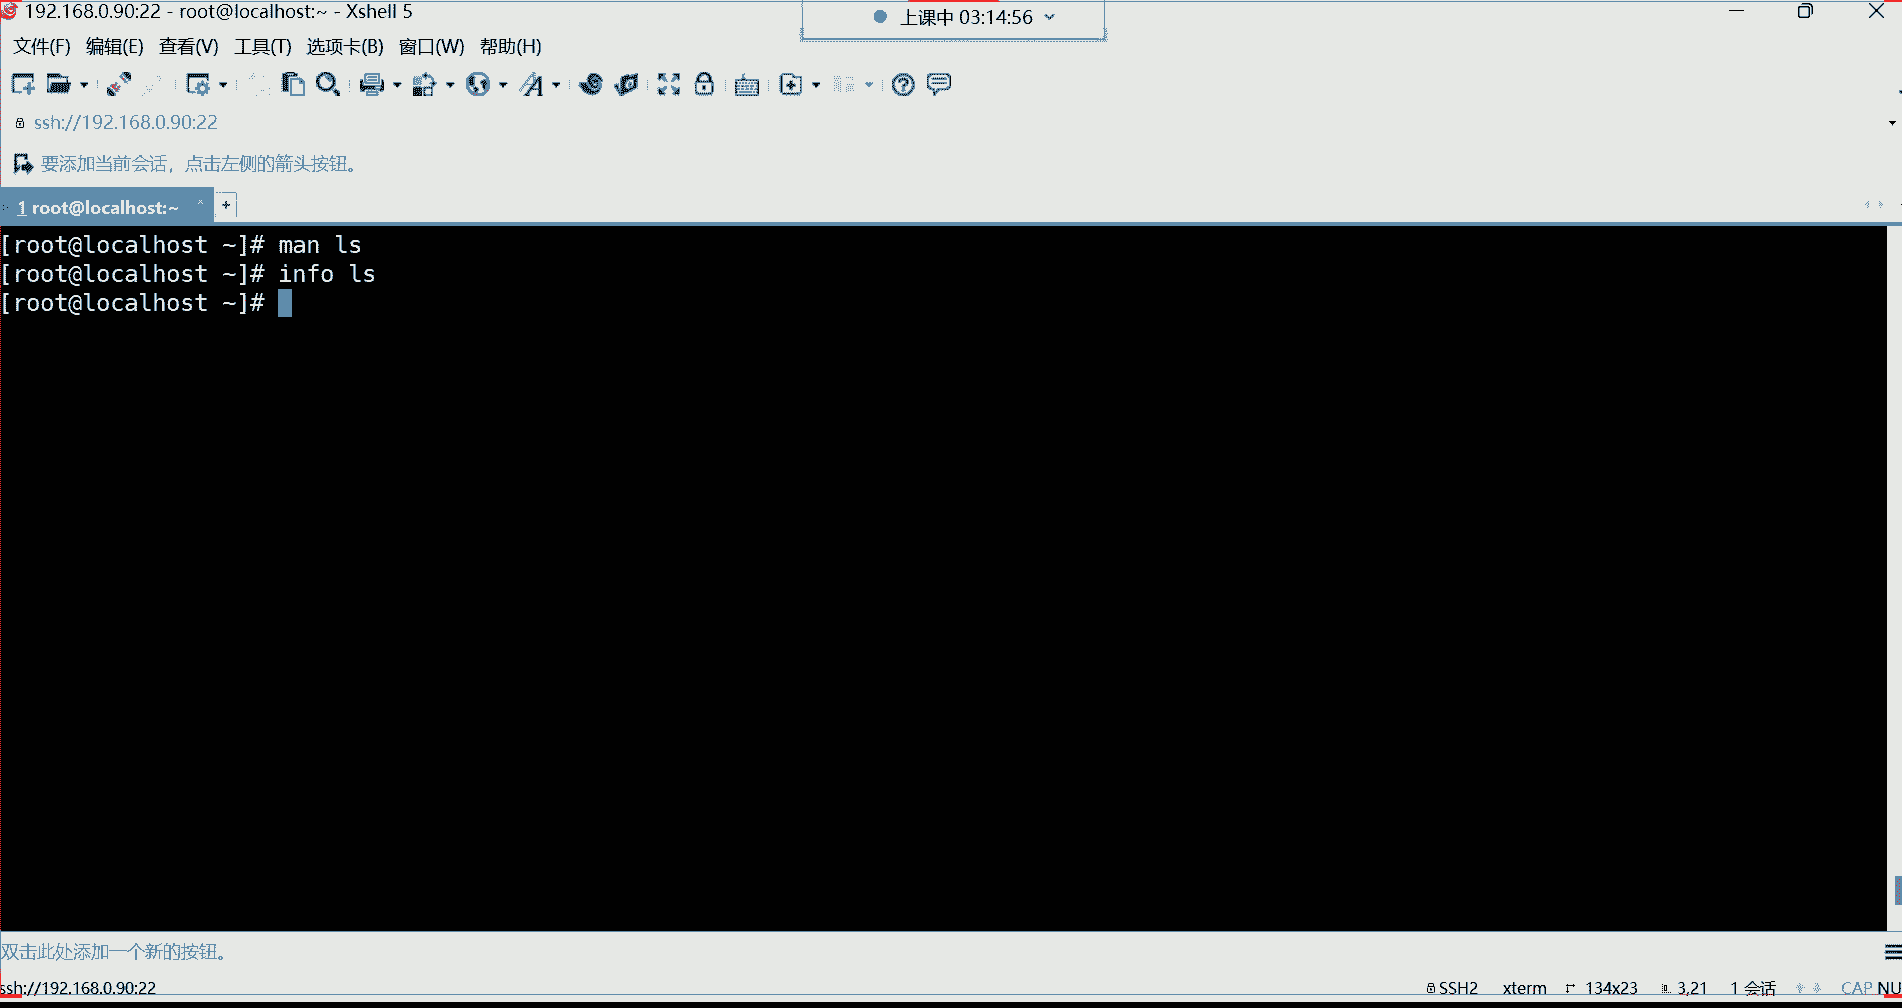 192.168.0.90:22 - root@localhost:~ - Xshell 5
上课中 03:14:56
文件(F) 编辑(E) 查看(V) 工具(T) 选项卡(B) 窗口(W) 帮助(H)
ssh://192.168.0.90:22
要添加当前会话，点击左侧的箭头按钮。
1 root@localhost:~ +
[root@localhost ~]# man ls
[root@localhost ~]# info ls
[root@localhost ~]#
双击此处添加一个新的按钮。
ssh://192.168.0.90:22 SSH2 xterm 134x23 3,21 1 会话 CAP NU